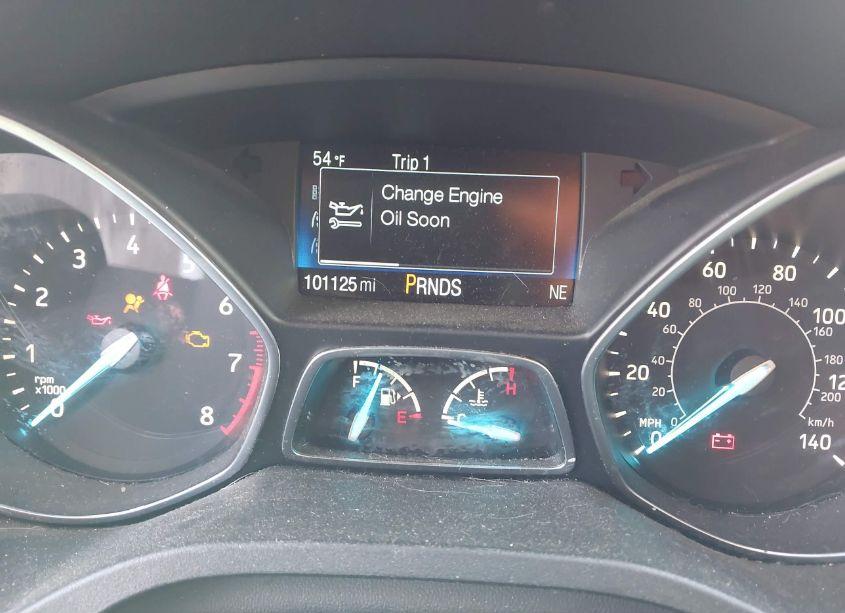 54 °F Trip 1
Change Engine
Oil Soon
101125 mi PRNDS NE
0 1 2 3 4 5 6 7 8
rpm
x1000
F E
C H
0 20 40 60 80 100 12 140
0 20 40 60 80 100 120 140 160 180 200
MPH km/h